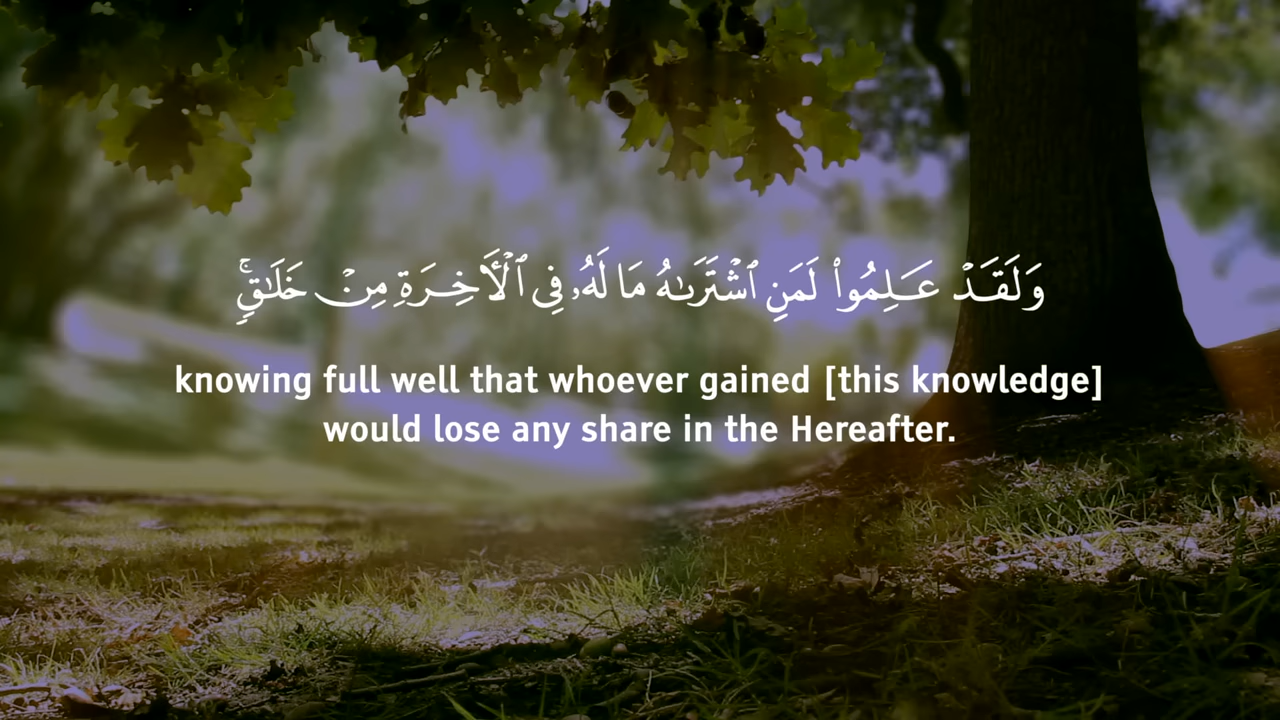 وَلَقَدْ عَلِمُوا۟ لَمَنِ ٱشْتَرَىٰهُ مَا لَهُۥ فِى ٱلْـَٔاخِرَةِ مِنْ خَلَـٰقٍۢ ۚ
knowing full well that whoever gained [this knowledge]
would lose any share in the Hereafter.